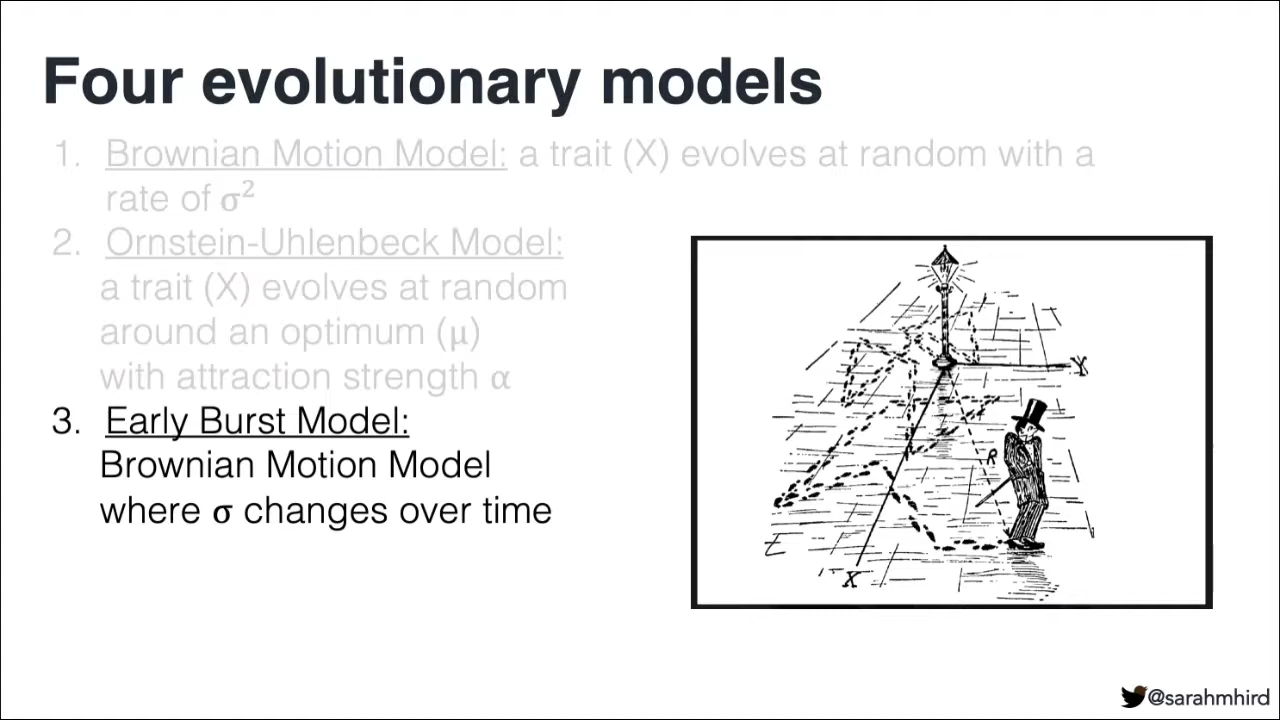 Four evolutionary models
1. Brownian Motion Model: a trait (X) evolves at random with a
rate of σ²
2. Ornstein-Uhlenbeck Model:
a trait (X) evolves at random
around an optimum (μ)
with attraction strength α
3. Early Burst Model:
Brownian Motion Model
where σ changes over time
Y
R
X
@sarahmhird